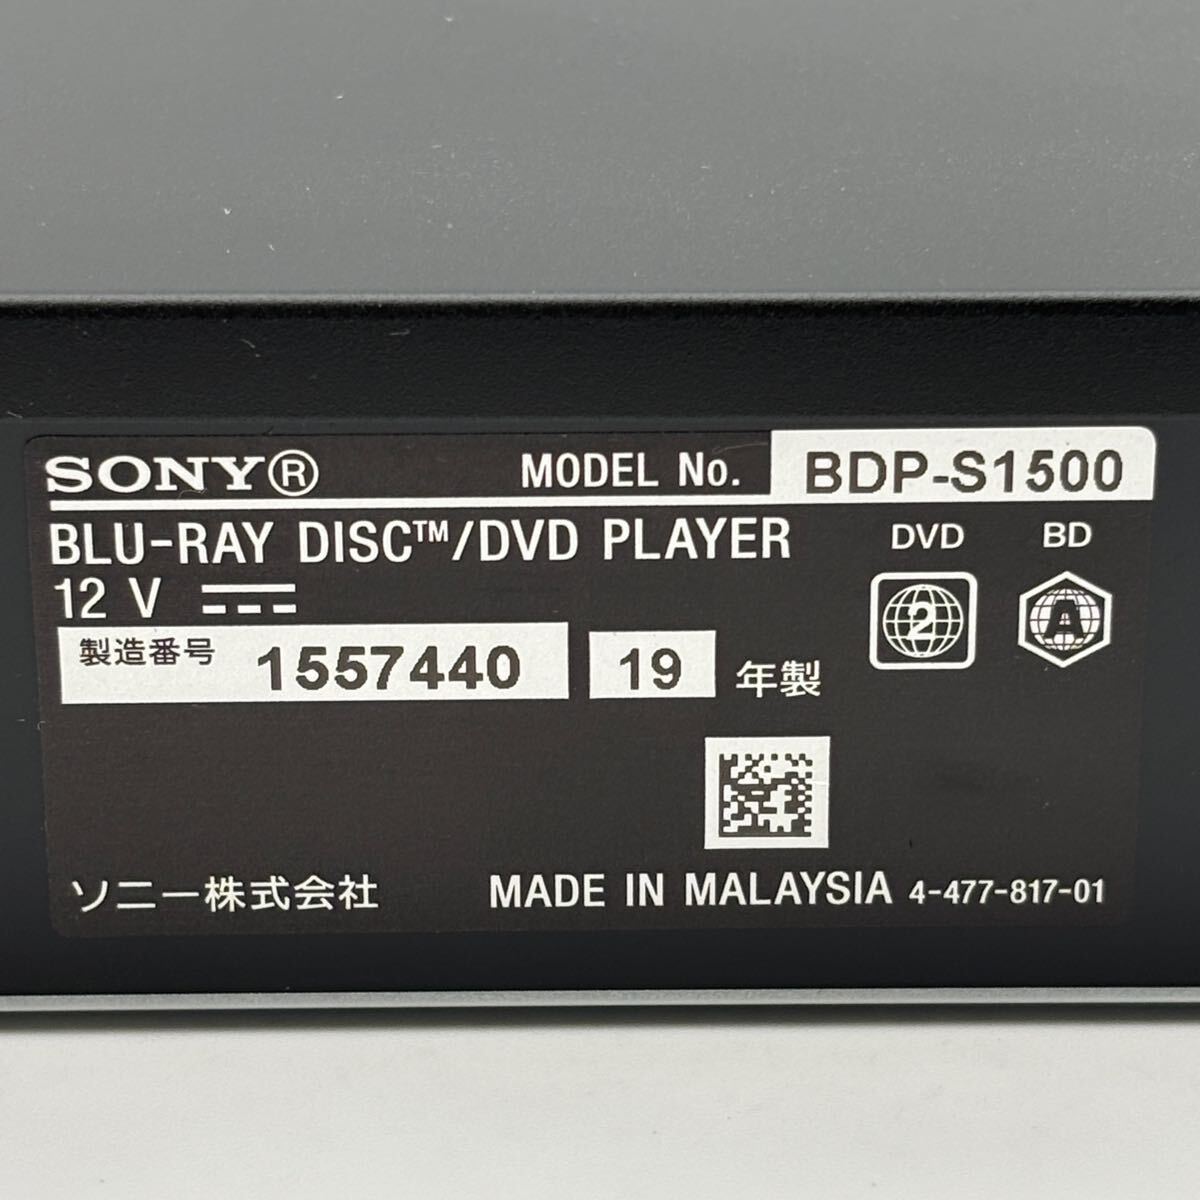 SONY® MODEL No. BDP-S1500
BLU-RAY DISC™/DVD PLAYER DVD BD
12 V
2 A
製造番号 1557440 19 年製
ソニー株式会社 MADE IN MALAYSIA 4-477-817-01